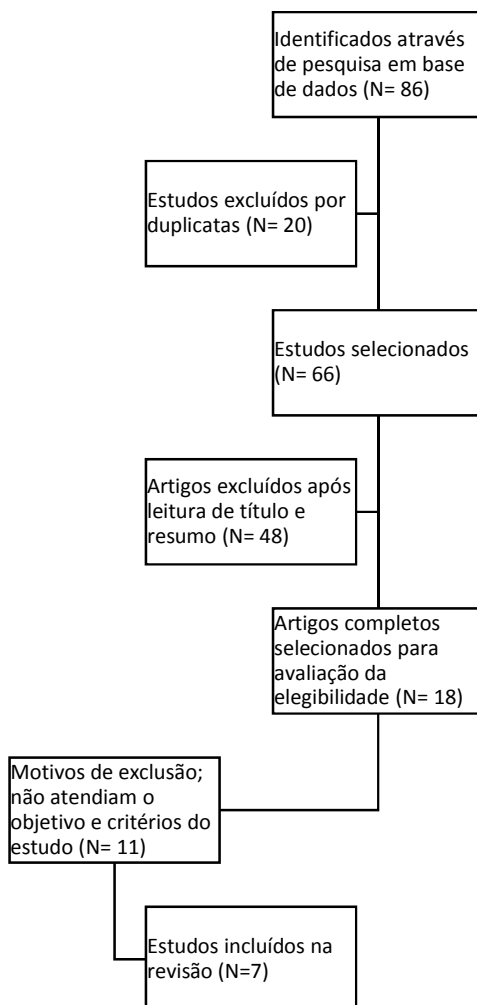 Identificados através
de pesquisa em base
de dados (N= 86)
Estudos excluídos por
duplicatas (N= 20)
Estudos selecionados
(N= 66)
Artigos excluídos após
leitura de título e
resumo (N= 48)
Artigos completos
selecionados para
avaliação da
elegibilidade (N= 18)
Motivos de exclusão;
não atendiam o
objetivo e critérios do
estudo (N= 11)
Estudos incluídos na
revisão (N=7)